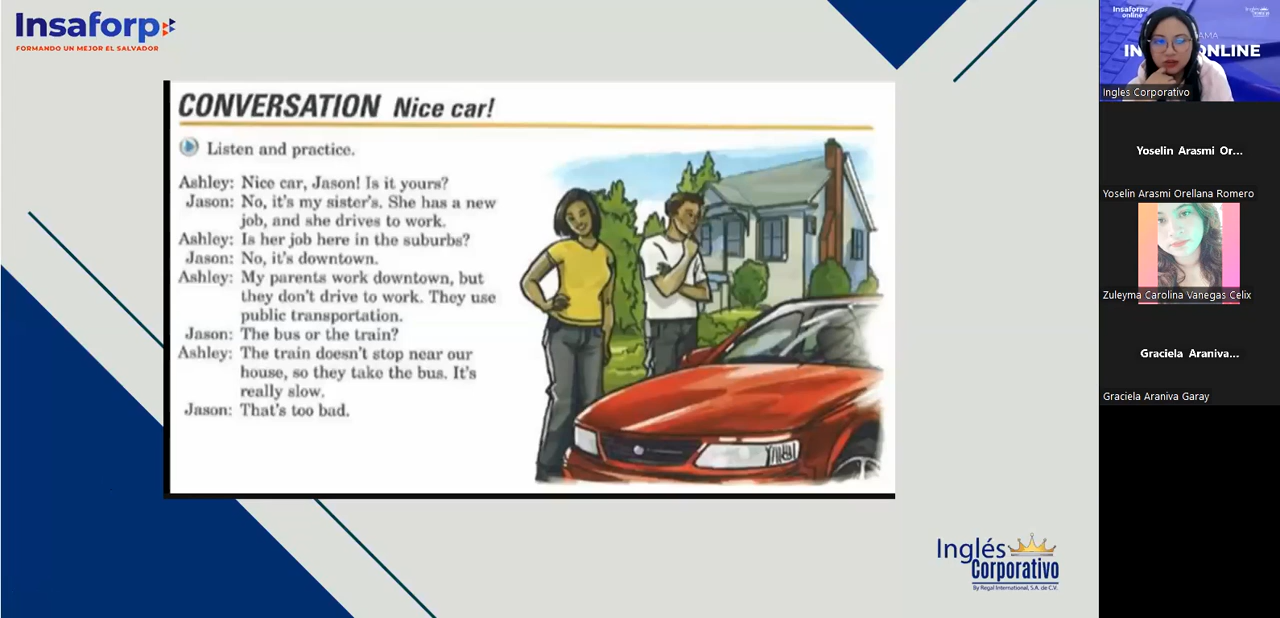 Insaforp
FORMANDO UN MEJOR EL SALVADOR
CONVERSATION Nice car!
Listen and practice.
Ashley: Nice car, Jason! Is it yours?
Jason: No, it's my sister's. She has a new
job, and she drives to work.
Ashley: Is her job here in the suburbs?
Jason: No, it's downtown.
Ashley: My parents work downtown, but
they don't drive to work. They use
public transportation.
Jason: The bus or the train?
Ashley: The train doesn't stop near our
house, so they take the bus. It's
really slow.
Jason: That's too bad.
Inglés
Corporativo
By Regal International, S.A. de C.V.
Insaforp
online
ONLINE
Ingles Corporativo
Yoselin Arasmi Or...
Yoselin Arasmi Orellana Romero
Zuleyma Carolina Vanegas Celix
Graciela Araniva...
Graciela Araniva Garay